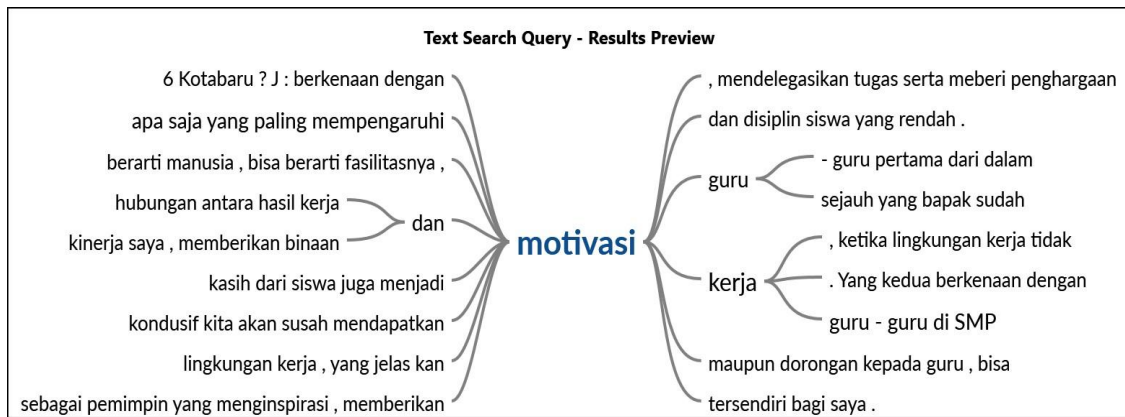 Text Search Query - Results Preview
6 Kotabaru ? J : berkenaan dengan
apa saja yang paling mempengaruhi
berarti manusia , bisa berarti fasilitasnya ,
hubungan antara hasil kerja
kinerja saya , memberikan binaan
dan
kasih dari siswa juga menjadi
kondusif kita akan susah mendapatkan
lingkungan kerja , yang jelas kan
sebagai pemimpin yang menginspirasi , memberikan
motivasi
, mendelegasikan tugas serta meberi penghargaan
dan disiplin siswa yang rendah .
guru
- guru pertama dari dalam
sejauh yang bapak sudah
kerja
, ketika lingkungan kerja tidak
. Yang kedua berkenaan dengan
guru - guru di SMP
maupun dorongan kepada guru , bisa
tersendiri bagi saya .